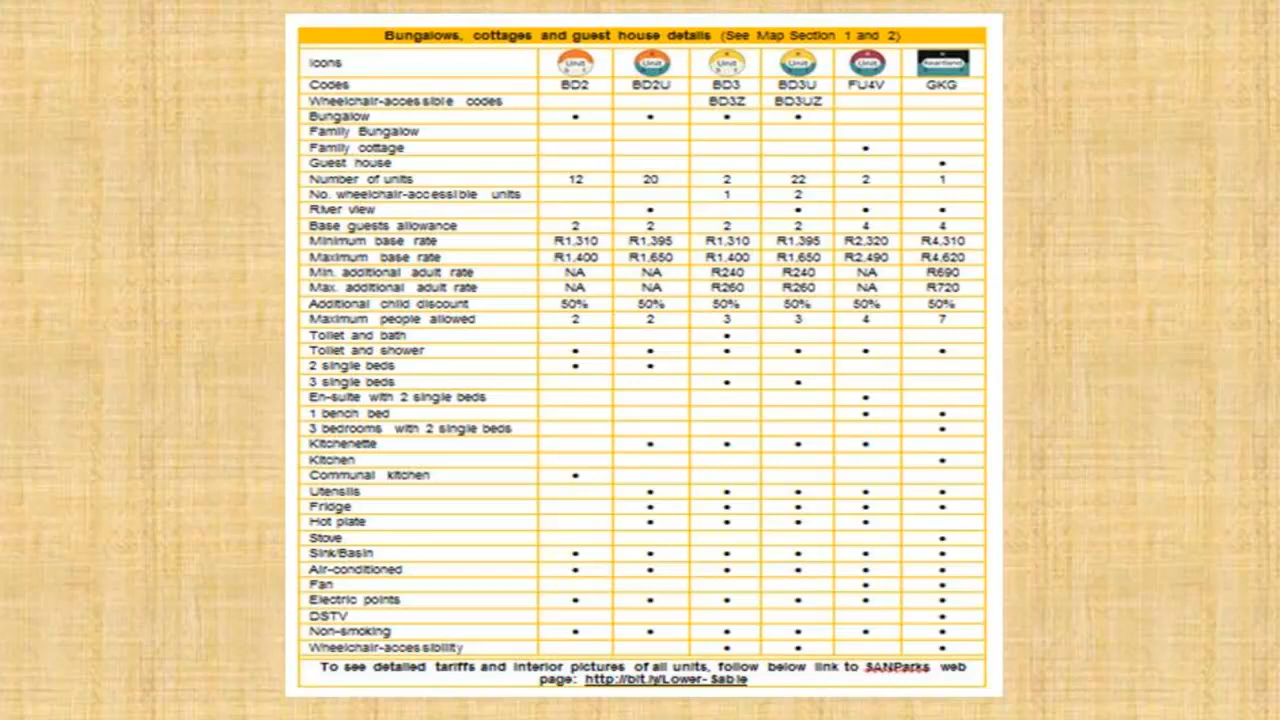 Bungalows, cottages and guest house details (See Map Section 1 and 2)
Icons Unit Unit Unit Unit Unit
Codes BD2 BD2U BD3 BD3U FU4V GKG
Wheelchair-accessible codes BD3Z BD3UZ
Bungalow • • • •
Family Bungalow
Family cottage •
Guest house •
Number of units 12 20 2 22 2 1
No. wheelchair-accessible units 1 2
River view • • • •
Base guests allowance 2 2 2 2 4 4
Minimum base rate R1,310 R1,395 R1,310 R1,395 R2,320 R4,310
Maximum base rate R1,400 R1,650 R1,400 R1,650 R2,490 R4,620
Min. additional adult rate NA NA R240 R240 NA R690
Max. additional adult rate NA NA R260 R260 NA R720
Additional child discount 50% 50% 50% 50% 50% 50%
Maximum people allowed 2 2 3 3 4 7
Toilet and bath •
Toilet and shower • • • • • •
2 single beds • •
3 single beds • •
En-suite with 2 single beds •
1 bench bed • •
3 bedrooms with 2 single beds •
Kitchenette • • • •
Kitchen •
Communal kitchen •
Utensils • • • • •
Fridge • • • • •
Hot plate • • • •
Stove •
Sink/Basin • • • • • •
Air-conditioned • • • • • •
Fan • •
Electric points • • • • • •
DSTV •
Non-smoking • • • • • •
Wheelchair-accessibility • • •
To see detailed tariffs and interior pictures of all units, follow below link to SANParks web
page: http://bit.ly/Lower-Sabie